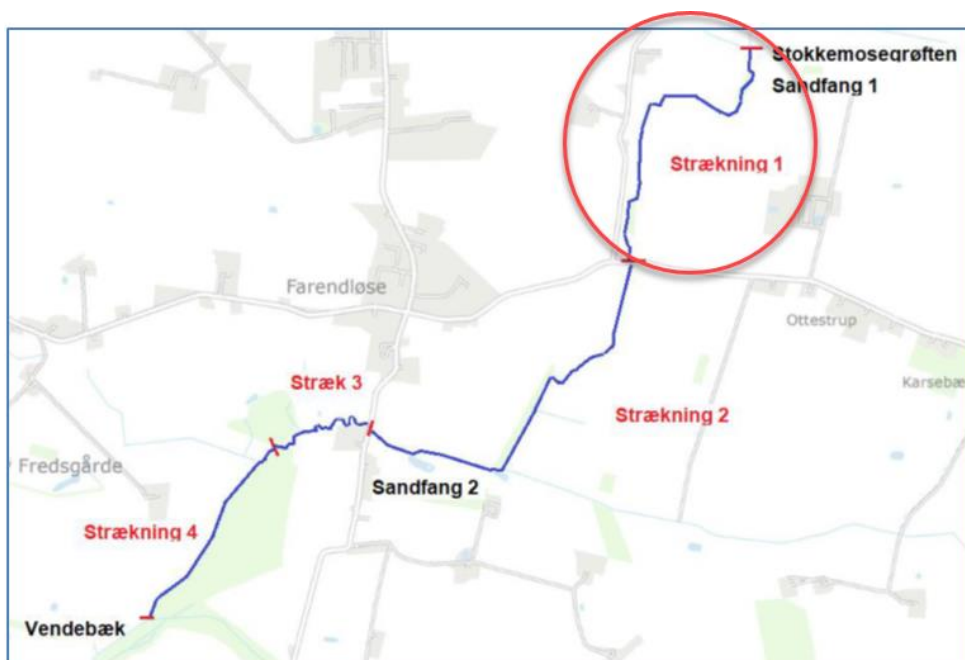 Stokkemosegrøften
Sandfang 1
Strækning 1
Farendløse
Ottestrup
Stræk 3
Karsebæ
Strækning 2
Fredsgårde
Sandfang 2
Strækning 4
Vendebæk